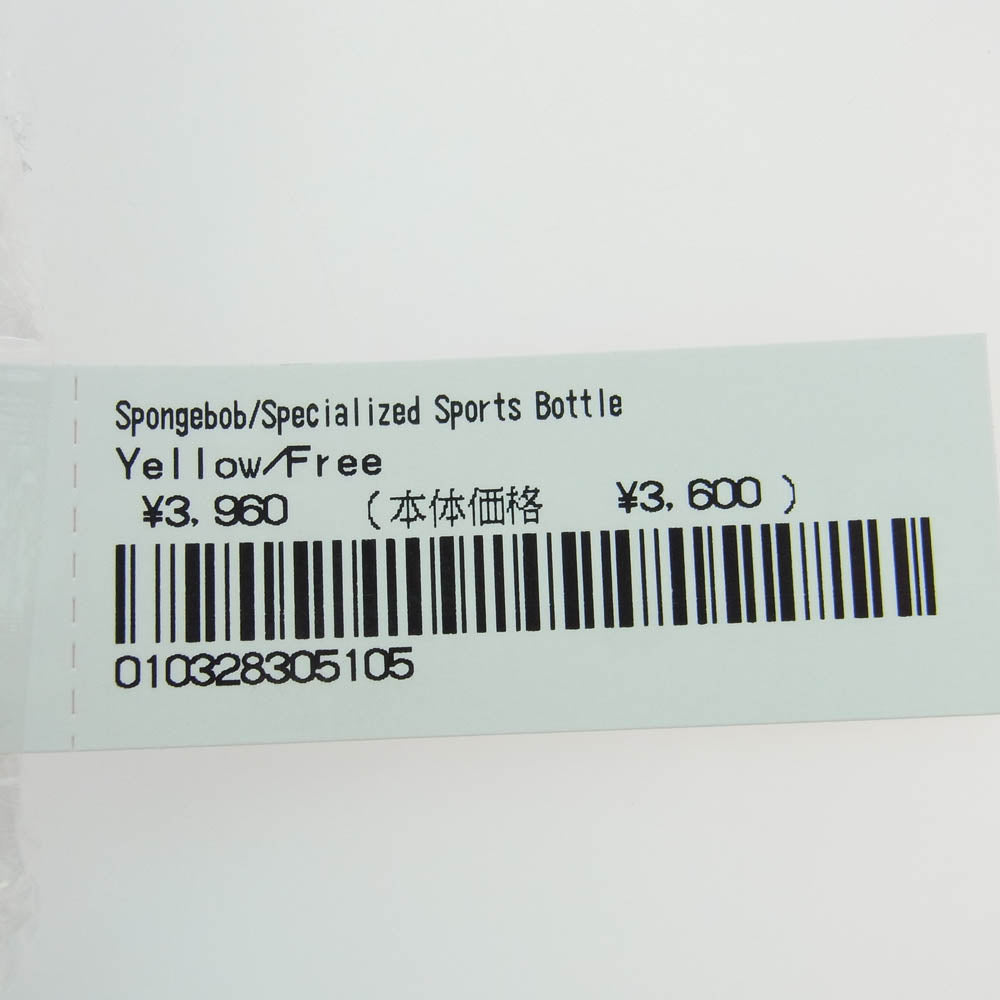 Spongebob/Specialized Sports Bottle
Yellow/Free
¥3,960 (本体価格 ¥3,600)
010328305105